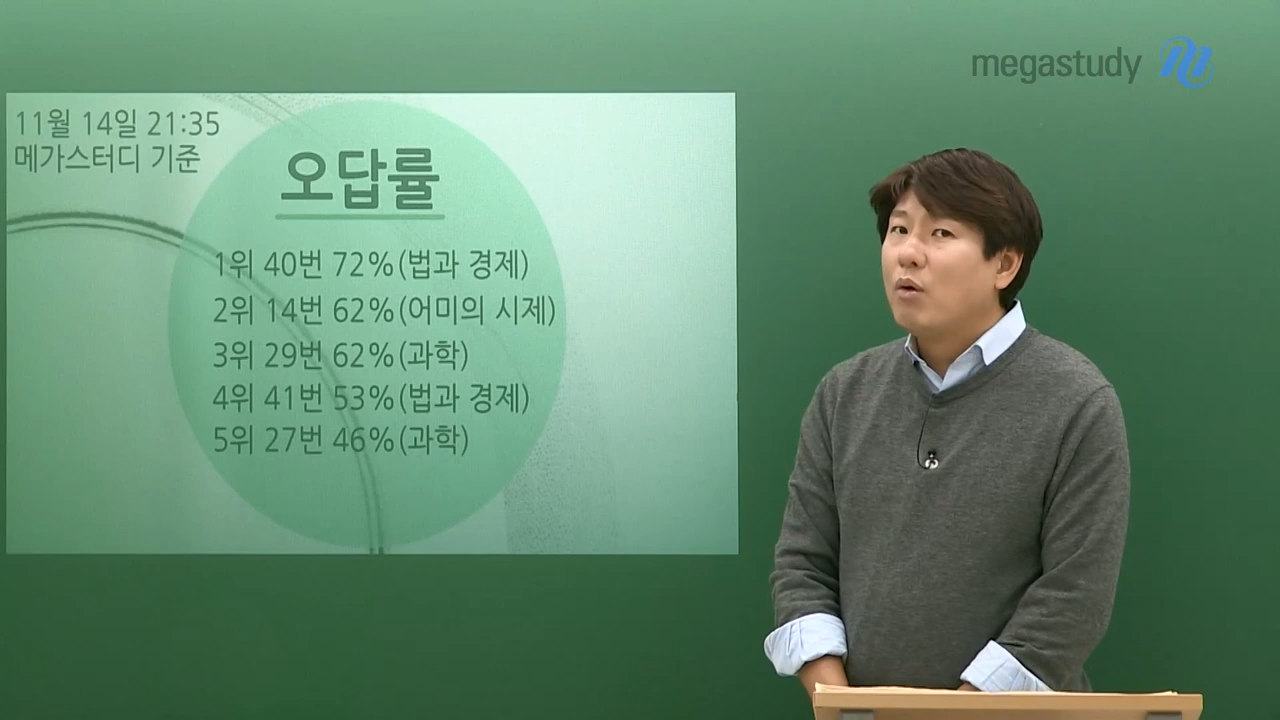 megastudy
11월 14일 21:35
메가스터디 기준
오답률
1위 40번 72%(법과 경제)
2위 14번 62%(어미의 시제)
3위 29번 62%(과학)
4위 41번 53%(법과 경제)
5위 27번 46%(과학)